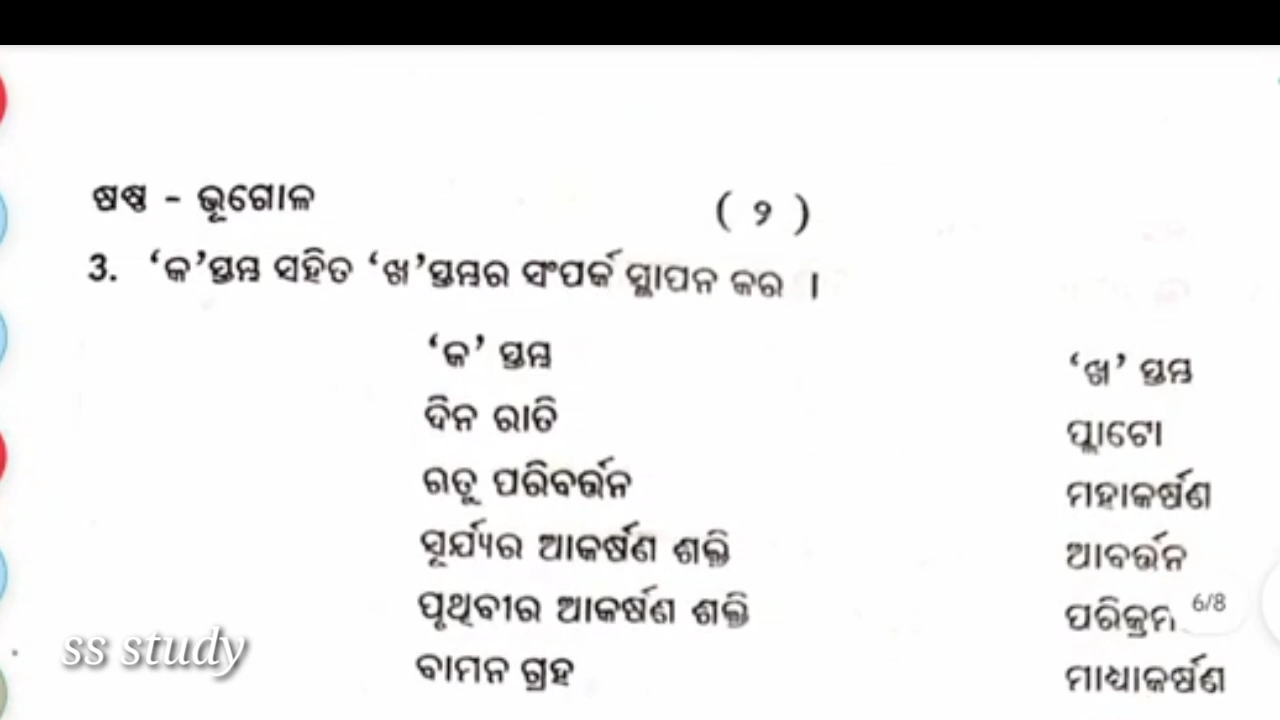 ଷଷ୍ଠ - ଭୂଗୋଳ ( ୨ )
3. ‘କ’ସ୍ତମ୍ଭ ସହିତ ‘ଖ’ସ୍ତମ୍ଭର ସଂପର୍କ ସ୍ଥାପନ କର ।
‘କ’ ସ୍ତମ୍ଭ ‘ଖ’ ସ୍ତମ୍ଭ
ଦିନ ରାତି ପ୍ଲାଟୋ
ଋତୁ ପରିବର୍ତ୍ତନ ମହାକର୍ଷଣ
ସୂର୍ଯ୍ୟର ଆକର୍ଷଣ ଶକ୍ତି ଆବର୍ତ୍ତନ
ପୃଥିବୀର ଆକର୍ଷଣ ଶକ୍ତି 6/8
ବାମନ ଗ୍ରହ ମାଧ୍ୟାକର୍ଷଣ
ss study